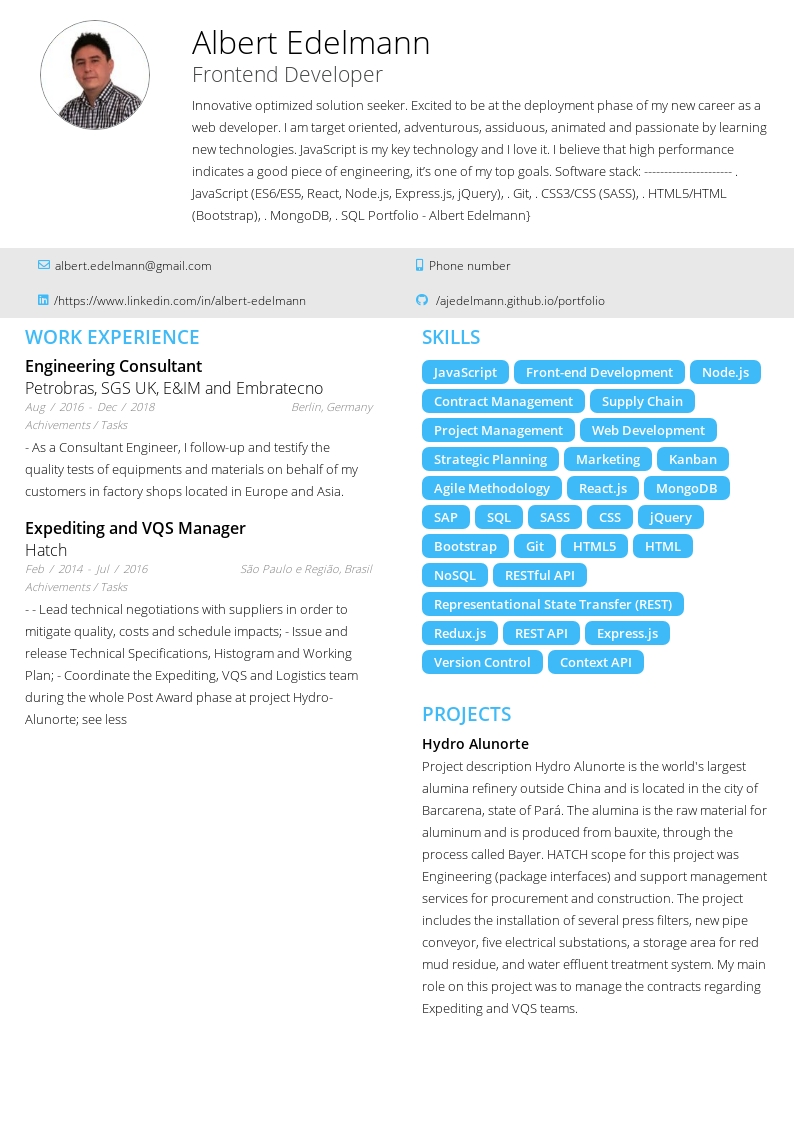 Albert Edelmann
Frontend Developer
Innovative optimized solution seeker. Excited to be at the deployment phase of my new career as a
web developer. I am target oriented, adventurous, assiduous, animated and passionate by learning
new technologies. JavaScript is my key technology and I love it. I believe that high performance
indicates a good piece of engineering, it’s one of my top goals. Software stack: ---------------------- .
JavaScript (ES6/ES5, React, Node.js, Express.js, jQuery), . Git, . CSS3/CSS (SASS), . HTML5/HTML
(Bootstrap), . MongoDB, . SQL Portfolio - Albert Edelmann}
albert.edelmann@gmail.com
Phone number
/https://www.linkedin.com/in/albert-edelmann
/ajedelmann.github.io/portfolio
WORK EXPERIENCE
Engineering Consultant
Petrobras, SGS UK, E&IM and Embratecno
Aug / 2016 - Dec / 2018 Berlin, Germany
Achivements / Tasks
- As a Consultant Engineer, I follow-up and testify the
quality tests of equipments and materials on behalf of my
customers in factory shops located in Europe and Asia.
Expediting and VQS Manager
Hatch
Feb / 2014 - Jul / 2016 São Paulo e Região, Brasil
Achivements / Tasks
- - Lead technical negotiations with suppliers in order to
mitigate quality, costs and schedule impacts; - Issue and
release Technical Specifications, Histogram and Working
Plan; - Coordinate the Expediting, VQS and Logistics team
during the whole Post Award phase at project Hydro-
Alunorte; see less
SKILLS
JavaScript Front-end Development Node.js
Contract Management Supply Chain
Project Management Web Development
Strategic Planning Marketing Kanban
Agile Methodology React.js MongoDB
SAP SQL SASS CSS jQuery
Bootstrap Git HTML5 HTML
NoSQL RESTful API
Representational State Transfer (REST)
Redux.js REST API Express.js
Version Control Context API
PROJECTS
Hydro Alunorte
Project description Hydro Alunorte is the world's largest
alumina refinery outside China and is located in the city of
Barcarena, state of Pará. The alumina is the raw material for
aluminum and is produced from bauxite, through the
process called Bayer. HATCH scope for this project was
Engineering (package interfaces) and support management
services for procurement and construction. The project
includes the installation of several press filters, new pipe
conveyor, five electrical substations, a storage area for red
mud residue, and water effluent treatment system. My main
role on this project was to manage the contracts regarding
Expediting and VQS teams.